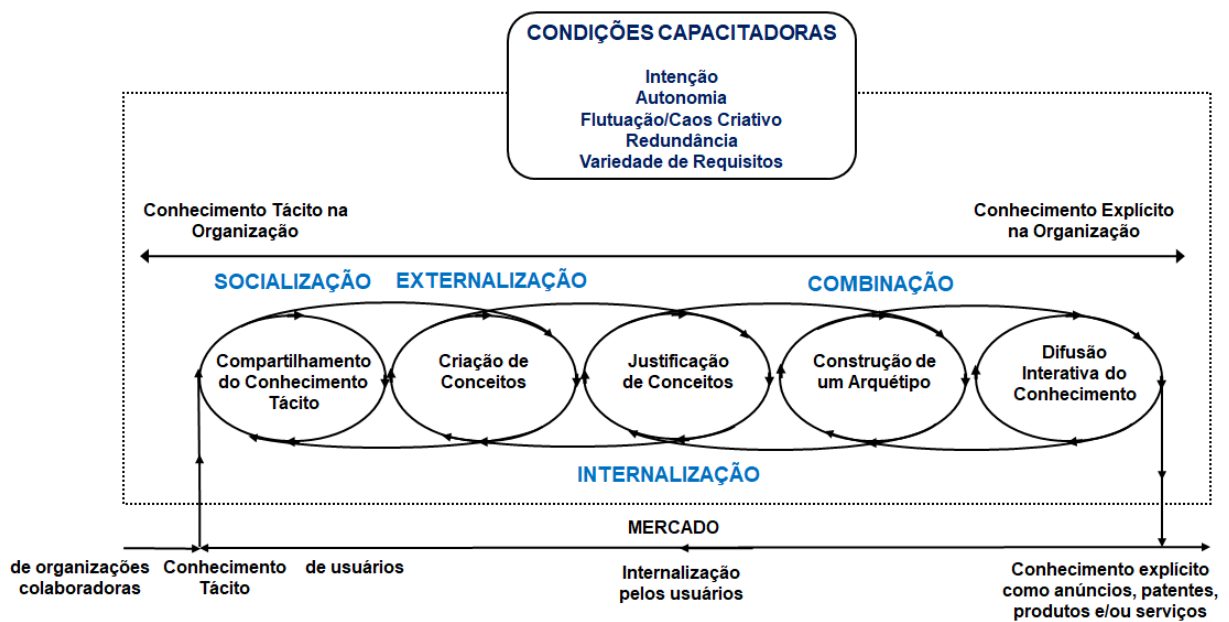 CONDIÇÕES CAPACITADORAS
Intenção
Autonomia
Flutuação/Caos Criativo
Redundância
Variedade de Requisitos
Conhecimento Tácito na
Organização
Conhecimento Explícito
na Organização
SOCIALIZAÇÃO
EXTERNALIZAÇÃO
COMBINAÇÃO
Compartilhamento
do Conhecimento
Tácito
Criação de
Conceitos
Justificação
de Conceitos
Construção de
um Arquétipo
Difusão
Interativa do
Conhecimento
INTERNALIZAÇÃO
MERCADO
de organizações
colaboradoras
Conhecimento
Tácito
de usuários
Internalização
pelos usuários
Conhecimento explícito
como anúncios, patentes,
produtos e/ou serviços